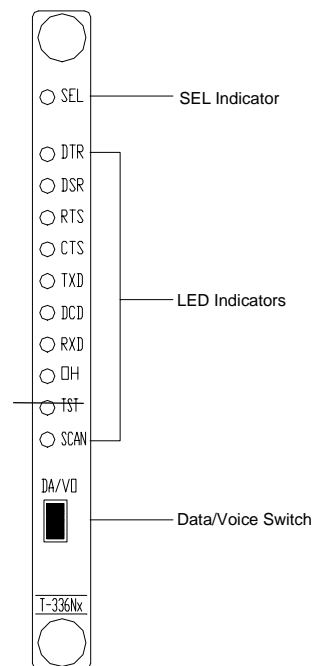 SEL
SEL Indicator
DTR
DSR
RTS
CTS
TXD
LED Indicators
DCD
RXD
OH
TST
SCAN
DA/VO
Data/Voice Switch
T-336Nx